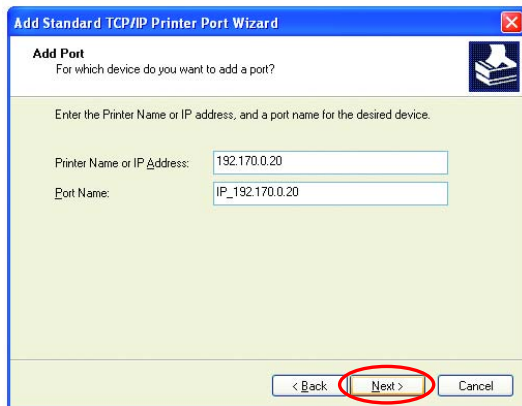 Add Standard TCP/IP Printer Port Wizard
Add Port
For which device do you want to add a port?
Enter the Printer Name or IP address, and a port name for the desired device.
Printer Name or IP Address: 192.170.0.20
Port Name: IP_192.170.0.20
< Back Next > Cancel